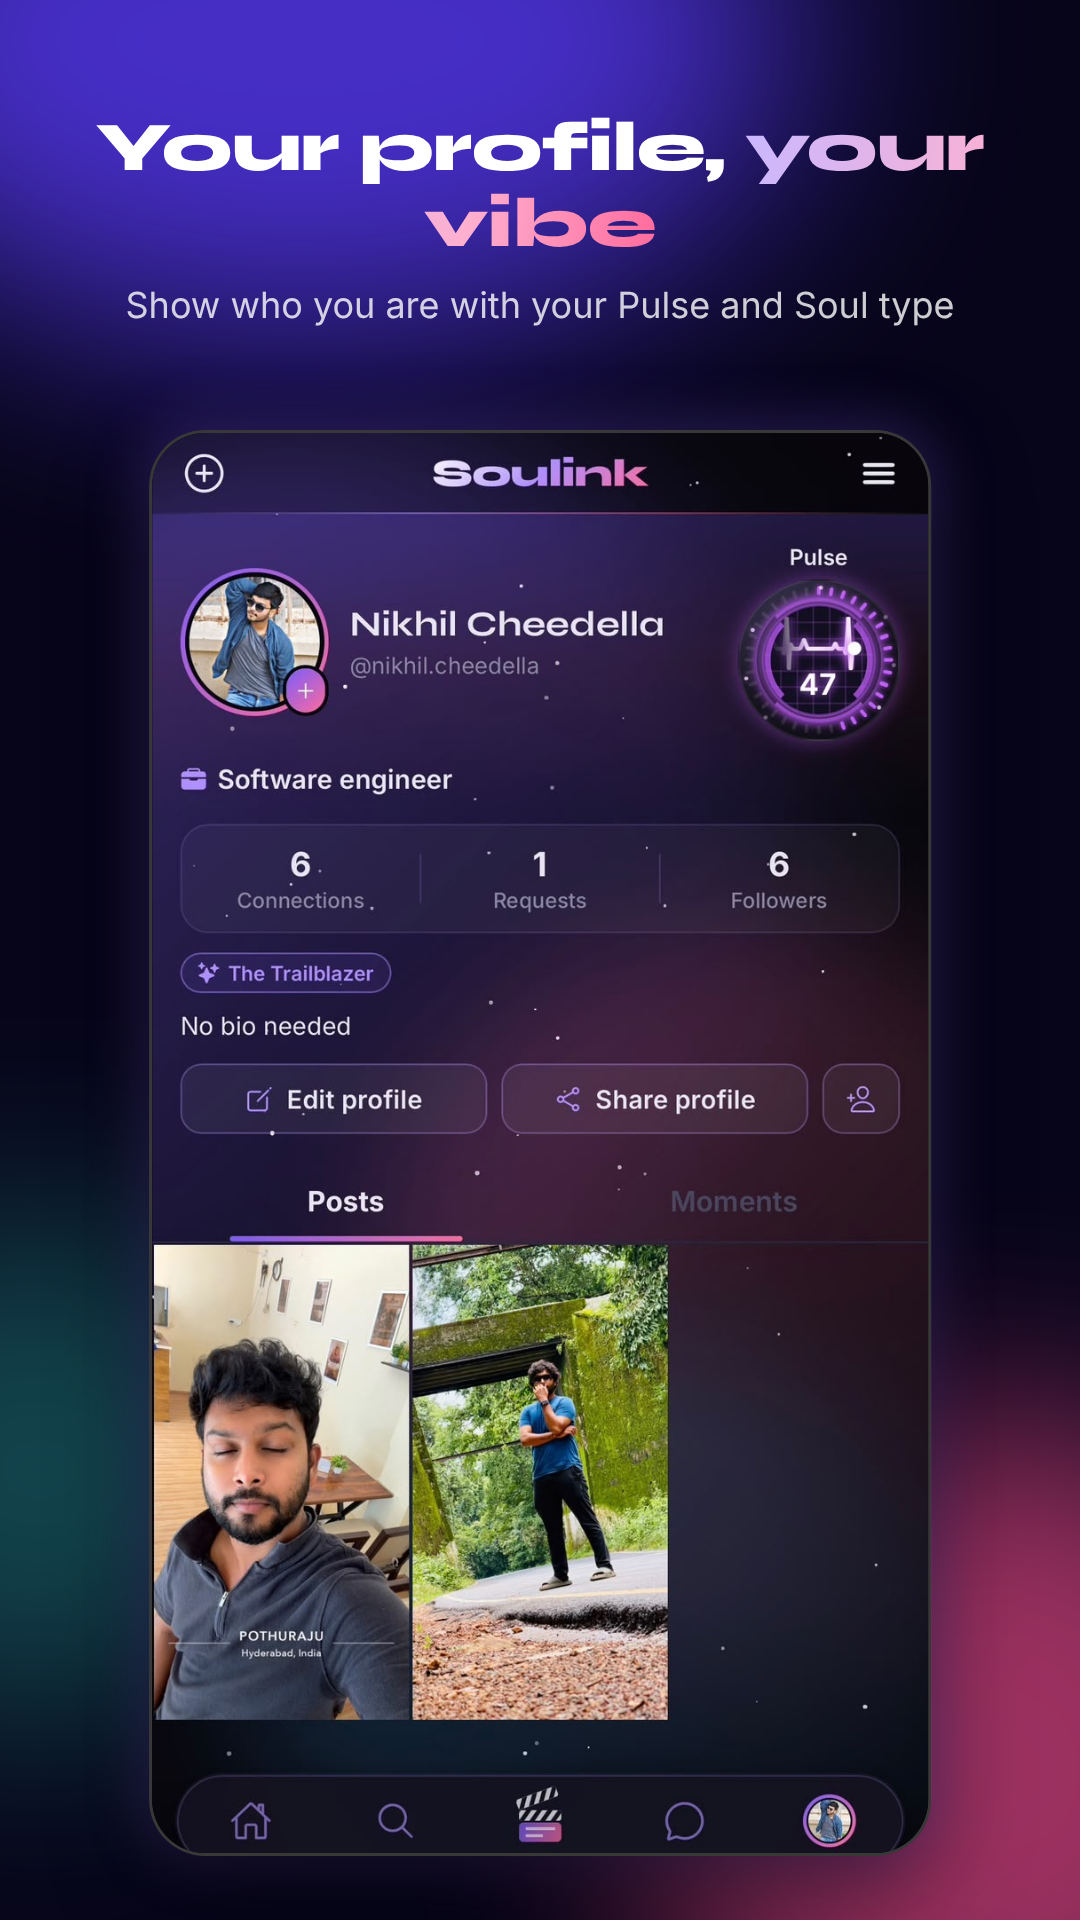 Your profile, your
vibe
Show who you are with your Pulse and Soul type
Soulink
Pulse
Nikhil Cheedella
@nikhil.cheedella
47
Software engineer
6
Connections
1
Requests
6
Followers
The Trailblazer
No bio needed
Edit profile
Share profile
Posts
Moments
POTHURAJU
Hyderabad, India